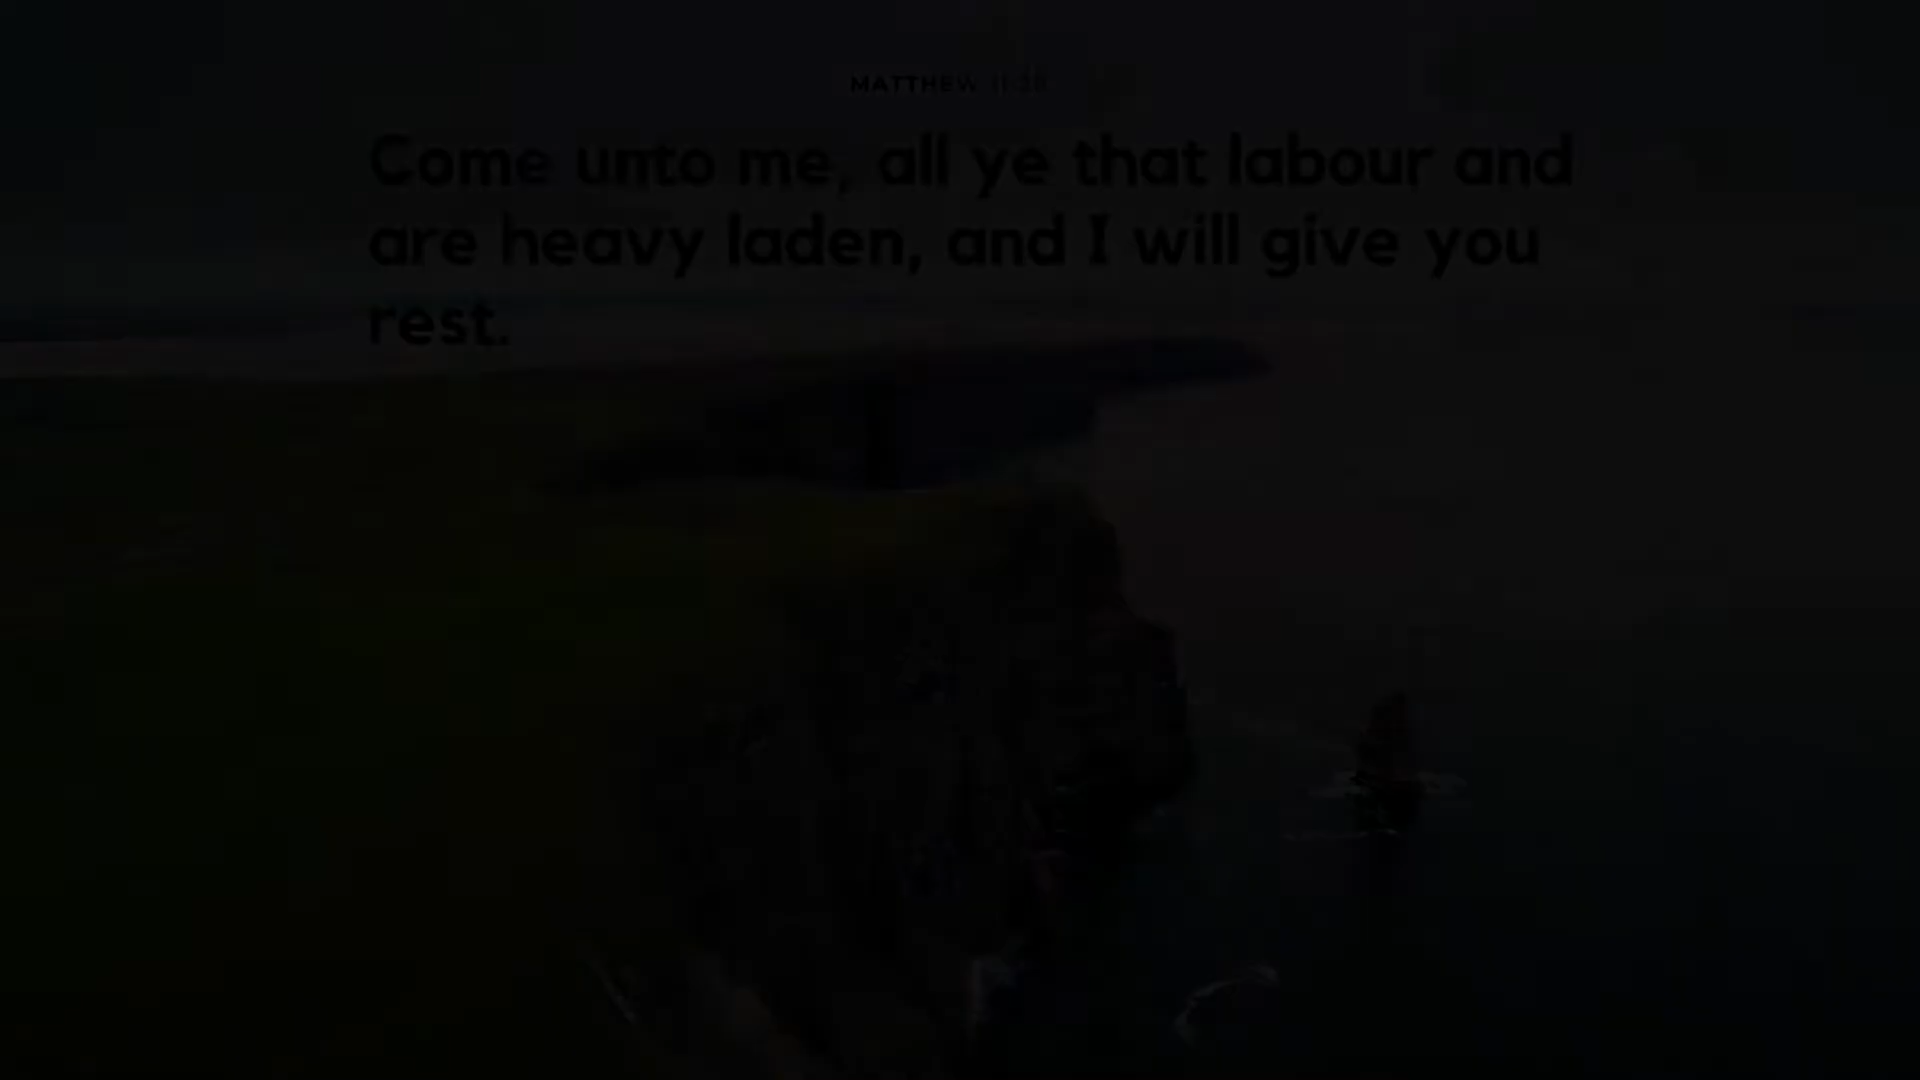 MATTHEW 11:28
Come unto me, all ye that labour and
are heavy laden, and I will give you
rest.